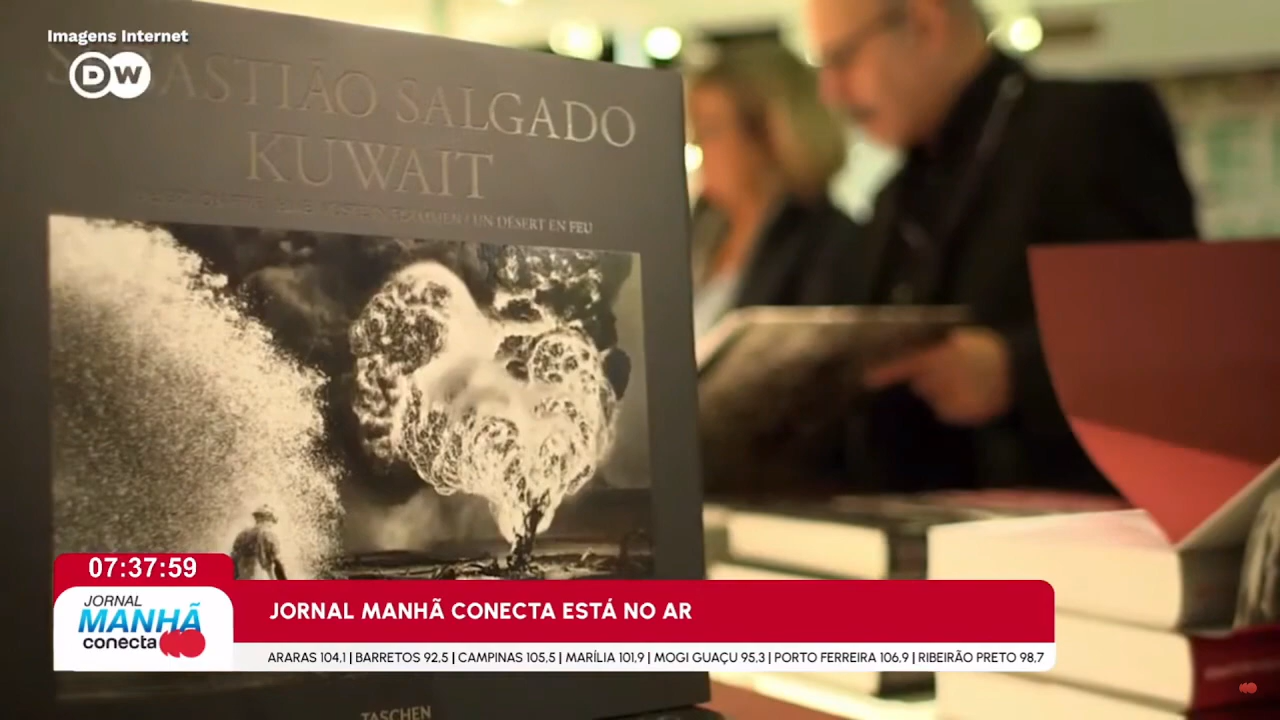 Imagens Internet
DW
SEBASTIÃO SALGADO
KUWAIT
UN DÉSERT EN FEU
07:37:59
JORNAL
MANHÃ
conecta
JORNAL MANHÃ CONECTA ESTÁ NO AR
ARARAS 104,1 | BARRETOS 92,5 | CAMPINAS 105,5 | MARÍLIA 101,9 | MOGI GUAÇU 95,3 | PORTO FERREIRA 106,9 | RIBEIRÃO PRETO 98,7
TASCHEN